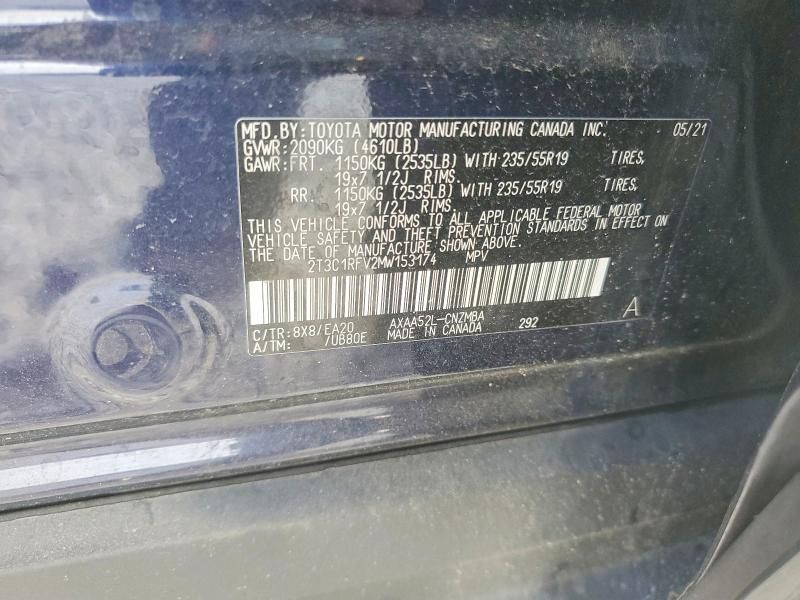 MFD.BY:TOYOTA MOTOR MANUFACTURING CANADA INC. 05/21
GVWR:2090KG (4610LB)
GAWR:FRT. 1150KG (2535LB) WITH 235/55R19 TIRES,
19x7 1/2J RIMS.
RR. 1150KG (2535LB) WITH 235/55R19 TIRES,
19x7 1/2J RIMS.
THIS VEHICLE CONFORMS TO ALL APPLICABLE FEDERAL MOTOR
VEHICLE SAFETY AND THEFT PREVENTION STANDARDS IN EFFECT ON
THE DATE OF MANUFACTURE SHOWN ABOVE.
2T3C1RFV2MW153174 MPV
C/TR:8X8/EA20 AXAA52L-CNZMBA
A/TM: /UB80E MADE IN CANADA 292 A